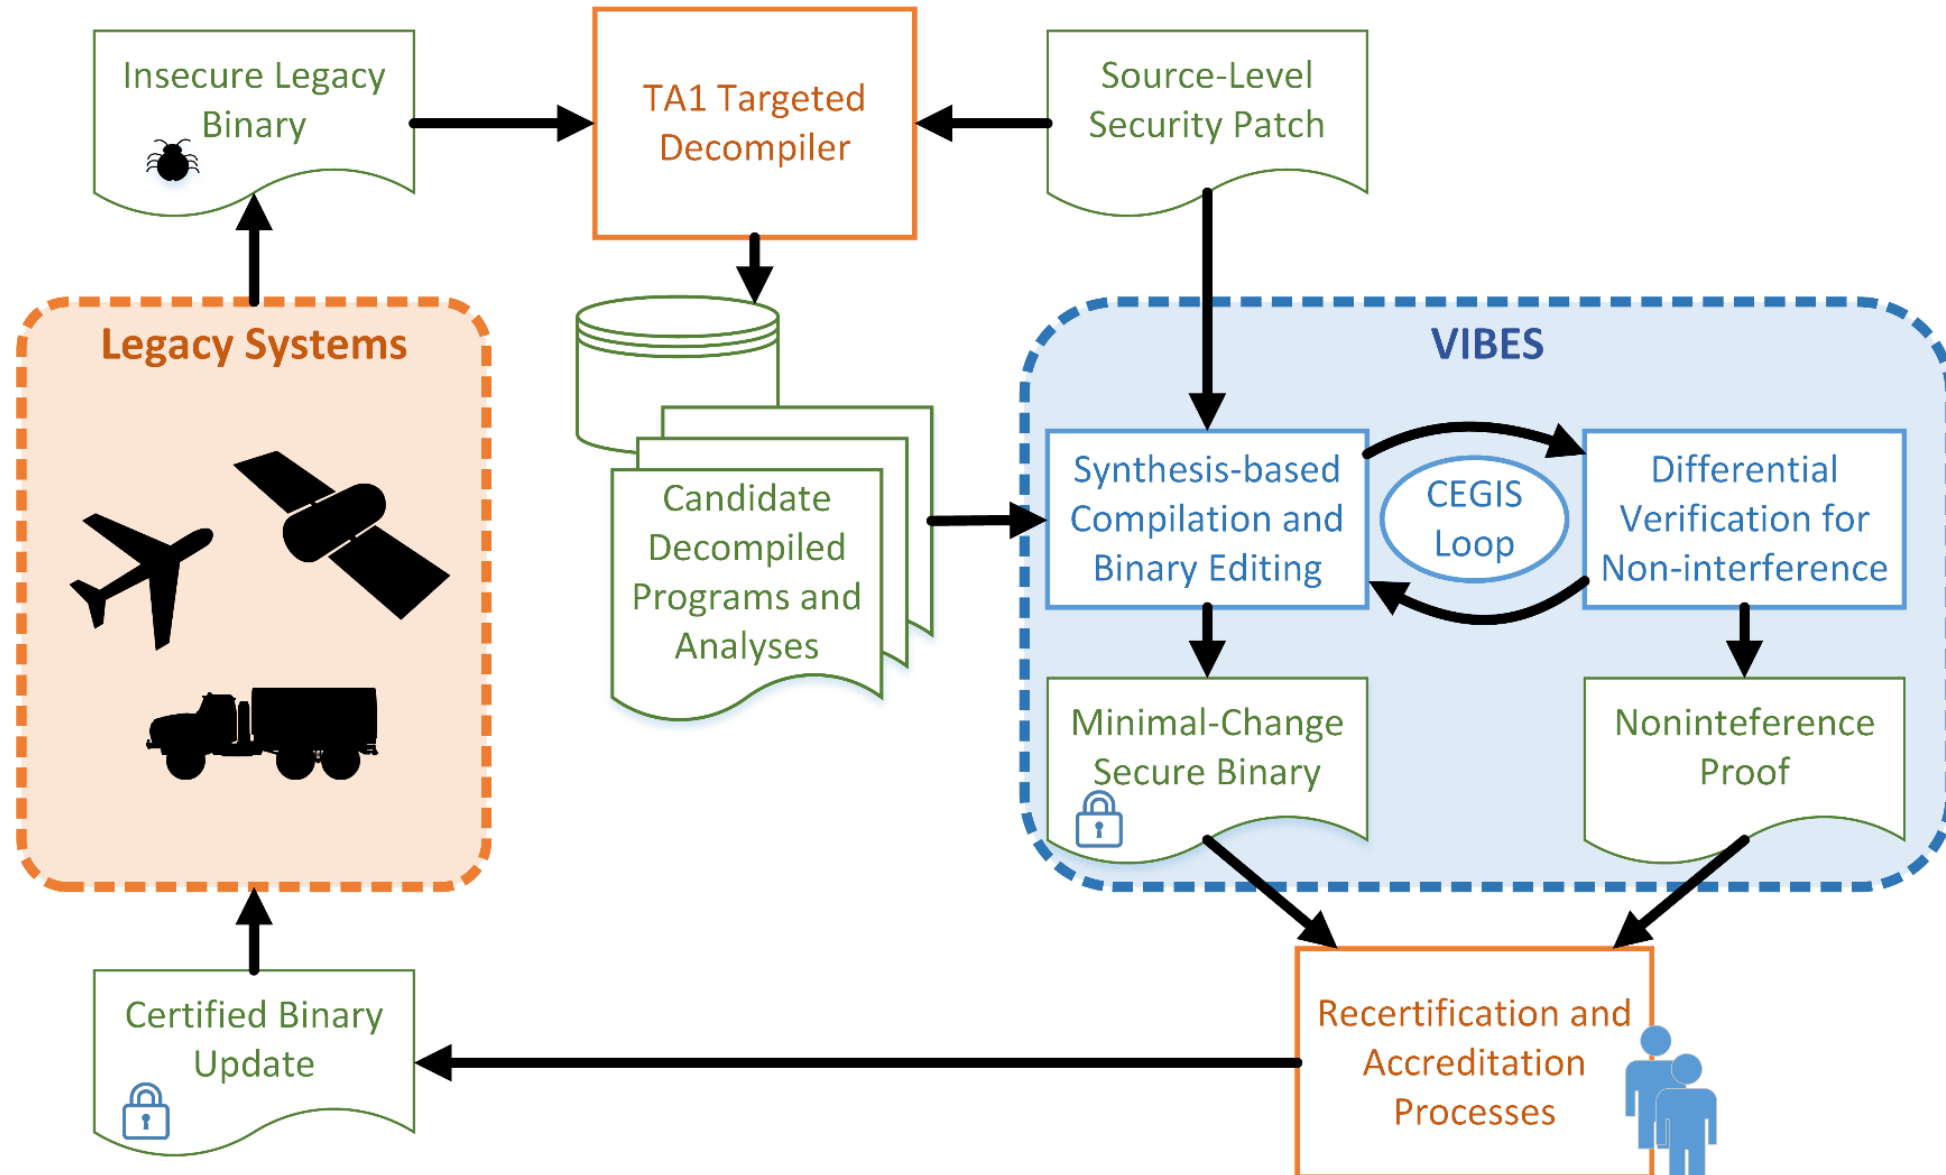 Insecure Legacy
Binary
TA1 Targeted
Decompiler
Source-Level
Security Patch
Legacy Systems
VIBES
Candidate
Decompiled
Programs and
Analyses
Synthesis-based
Compilation and
Binary Editing
CEGIS
Loop
Differential
Verification for
Non-interference
Minimal-Change
Secure Binary
Noninteference
Proof
Certified Binary
Update
Recertification and
Accreditation
Processes